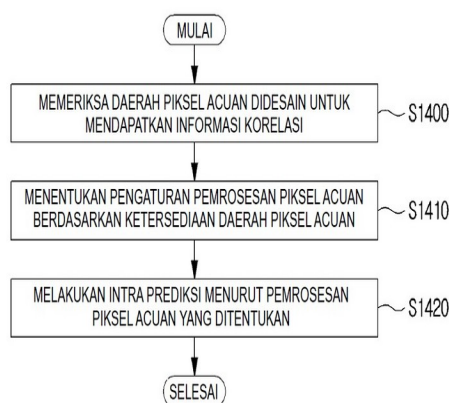 MULAI
MEMERIKSA DAERAH PIKSEL ACUAN DIDESAIN UNTUK
MENDAPATKAN INFORMASI KORELASI
S1400
MENENTUKAN PENGATURAN PEMROSESAN PIKSEL ACUAN
BERDASARKAN KETERSEDIAAN DAERAH PIKSEL ACUAN
S1410
MELAKUKAN INTRA PREDIKSI MENURUT PEMROSESAN
PIKSEL ACUAN YANG DITENTUKAN
S1420
SELESAI